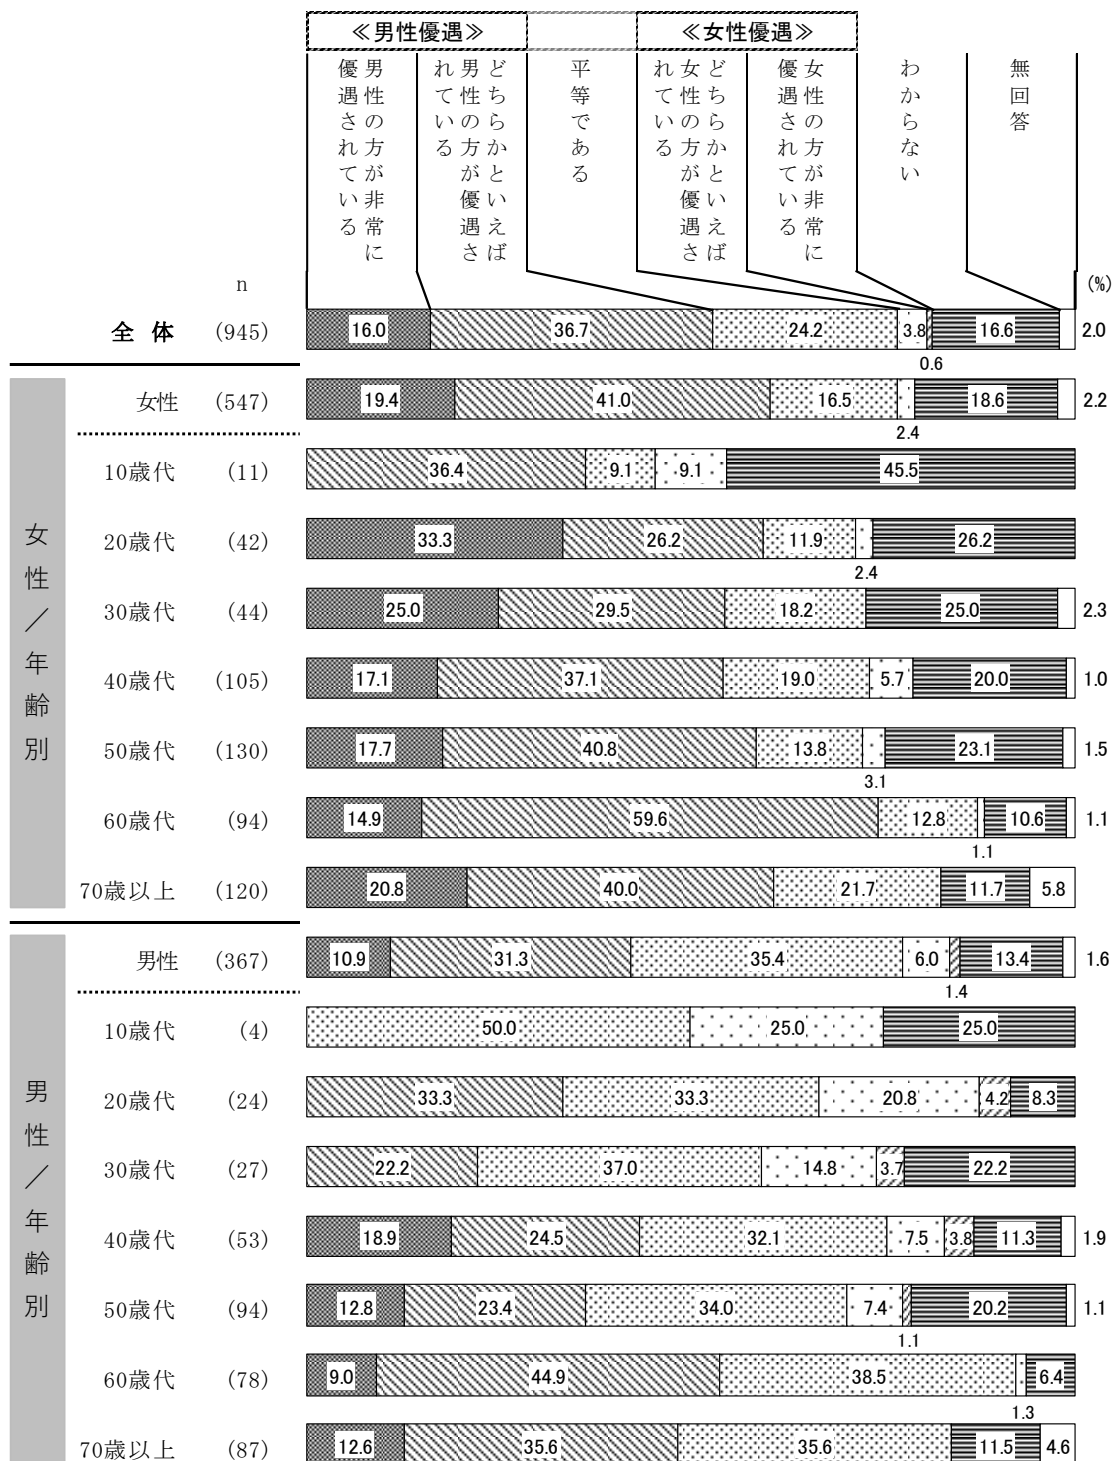 ≪男性優遇≫ ≪女性優遇≫
男性の方が非常に
優遇されている
どちらかといえば
男性の方が優遇さ
れている
平等である
どちらかといえば
女性の方が優遇さ
れている
女性の方が非常に
優遇されている
わからない
無回答
n (%)
全体 (945) 16.0 36.7 24.2 3.8 16.6 2.0
0.6
女性／年齢別
女性 (547) 19.4 41.0 16.5 18.6 2.2
2.4
10歳代 (11) 36.4 9.1 9.1 45.5
20歳代 (42) 33.3 26.2 11.9 26.2
2.4
30歳代 (44) 25.0 29.5 18.2 25.0 2.3
40歳代 (105) 17.1 37.1 19.0 5.7 20.0 1.0
50歳代 (130) 17.7 40.8 13.8 23.1 1.5
3.1
60歳代 (94) 14.9 59.6 12.8 10.6 1.1
1.1
70歳以上 (120) 20.8 40.0 21.7 11.7 5.8
男性／年齢別
男性 (367) 10.9 31.3 35.4 6.0 13.4 1.6
1.4
10歳代 (4) 50.0 25.0 25.0
20歳代 (24) 33.3 33.3 20.8 4.2 8.3
30歳代 (27) 22.2 37.0 14.8 3.7 22.2
40歳代 (53) 18.9 24.5 32.1 7.5 3.8 11.3 1.9
50歳代 (94) 12.8 23.4 34.0 7.4 20.2 1.1
1.1
60歳代 (78) 9.0 44.9 38.5 6.4
1.3
70歳以上 (87) 12.6 35.6 35.6 11.5 4.6